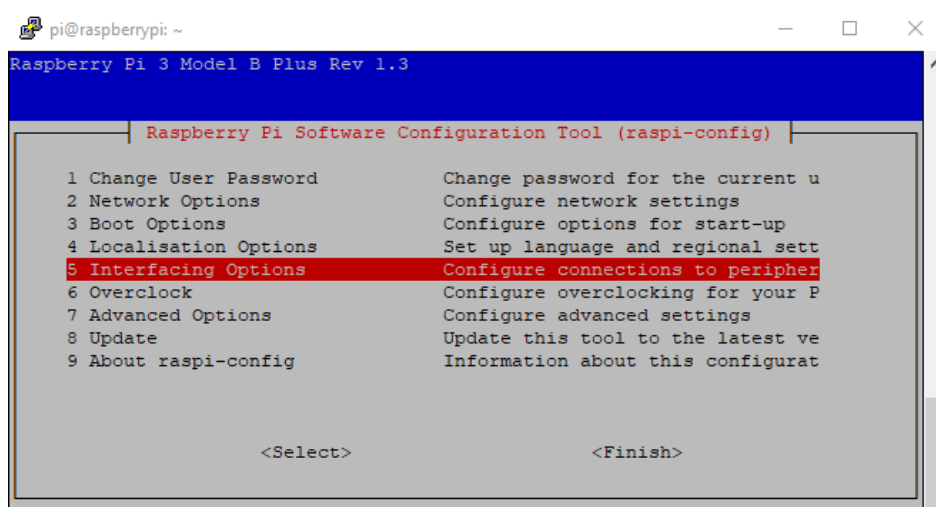 pi@raspberrypi: ~
Raspberry Pi 3 Model B Plus Rev 1.3
Raspberry Pi Software Configuration Tool (raspi-config)
1 Change User Password Change password for the current u
2 Network Options Configure network settings
3 Boot Options Configure options for start-up
4 Localisation Options Set up language and regional sett
5 Interfacing Options Configure connections to peripher
6 Overclock Configure overclocking for your P
7 Advanced Options Configure advanced settings
8 Update Update this tool to the latest ve
9 About raspi-config Information about this configurat
<Select> <Finish>